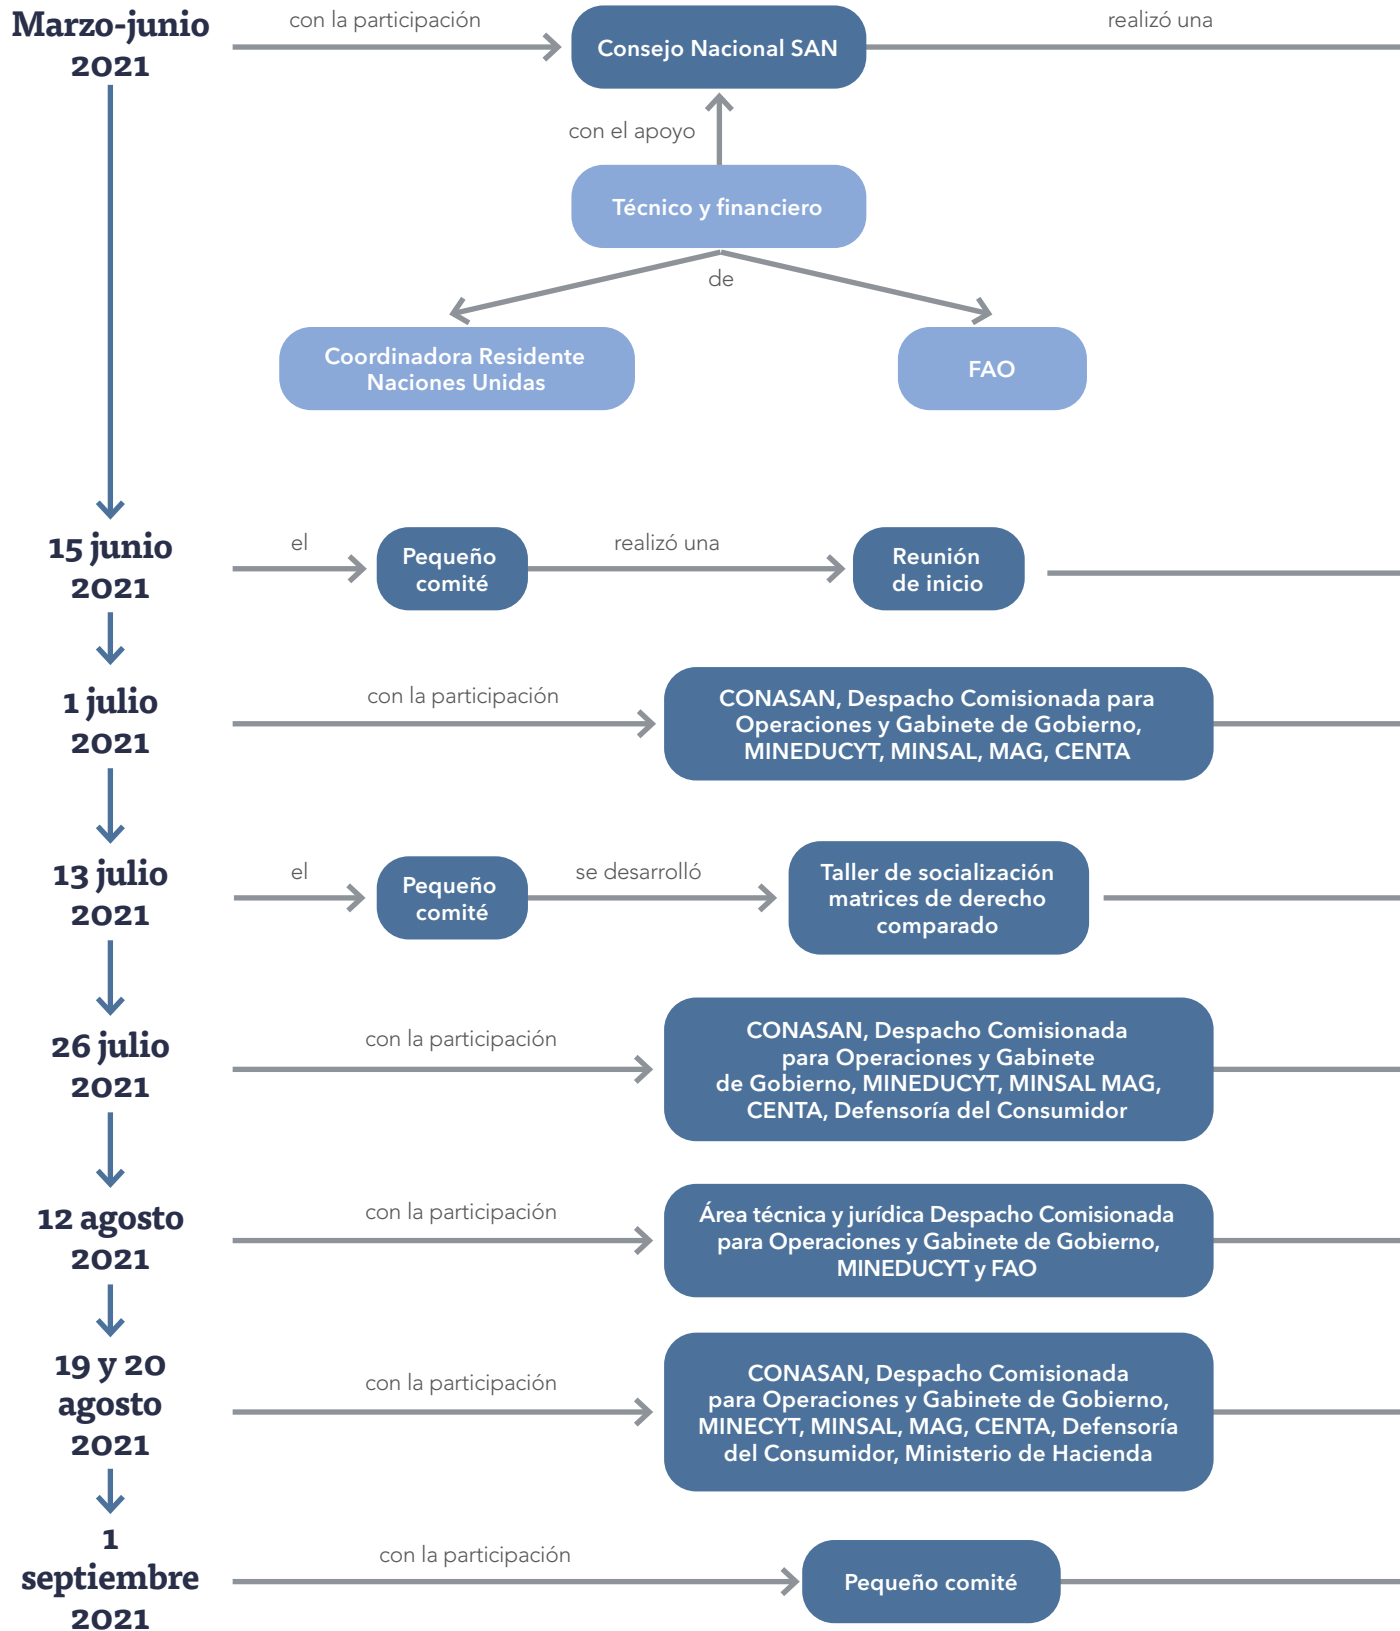 Marzo-junio
2021
con la participación
Consejo Nacional SAN
realizó una
con el apoyo
Técnico y financiero
de
Coordinadora Residente
Naciones Unidas
FAO
15 junio
2021
el
Pequeño
comité
realizó una
Reunión
de inicio
1 julio
2021
con la participación
CONASAN, Despacho Comisionada para
Operaciones y Gabinete de Gobierno,
MINEDUCYT, MINSAL, MAG, CENTA
13 julio
2021
el
Pequeño
comité
se desarrolló
Taller de socialización
matrices de derecho
comparado
26 julio
2021
con la participación
CONASAN, Despacho Comisionada
para Operaciones y Gabinete
de Gobierno, MINEDUCYT, MINSAL MAG,
CENTA, Defensoría del Consumidor
12 agosto
2021
con la participación
Área técnica y jurídica Despacho Comisionada
para Operaciones y Gabinete de Gobierno,
MINEDUCYT y FAO
19 y 20
agosto
2021
con la participación
CONASAN, Despacho Comisionada
para Operaciones y Gabinete de Gobierno,
MINECYT, MINSAL, MAG, CENTA, Defensoría
del Consumidor, Ministerio de Hacienda
1
septiembre
2021
con la participación
Pequeño comité